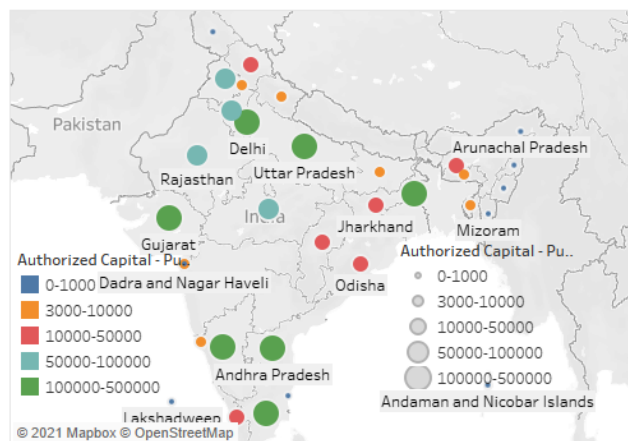 Pakistan
Arunachal Pradesh
Delhi
Uttar Pradesh
Rajasthan
India
Jharkhand
Mizoram
Gujarat
Odisha
Authorized Capital - Pu..
0-1000
3000-10000
10000-50000
50000-100000
100000-500000
Dadra and Nagar Haveli
Authorized Capital - Pu..
0-1000
3000-10000
10000-50000
50000-100000
100000-500000
Andhra Pradesh
Andaman and Nicobar Islands
Lakshadweep
© 2021 Mapbox © OpenStreetMap